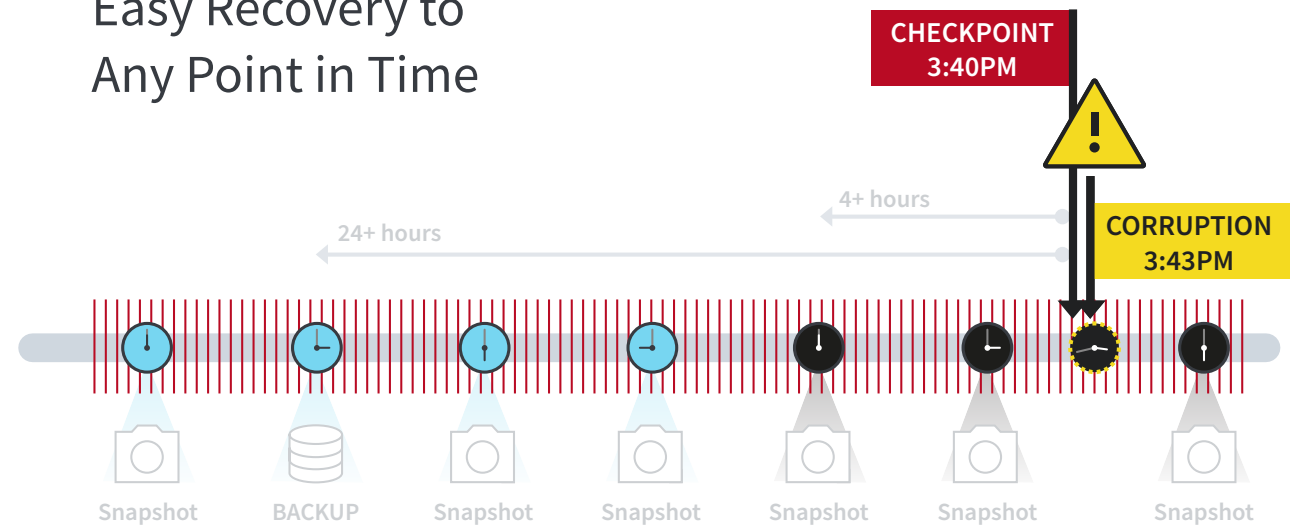 Easy Recovery to
Any Point in Time
CHECKPOINT
3:40PM
4+ hours
24+ hours
CORRUPTION
3:43PM
Snapshot
BACKUP
Snapshot
Snapshot
Snapshot
Snapshot
Snapshot